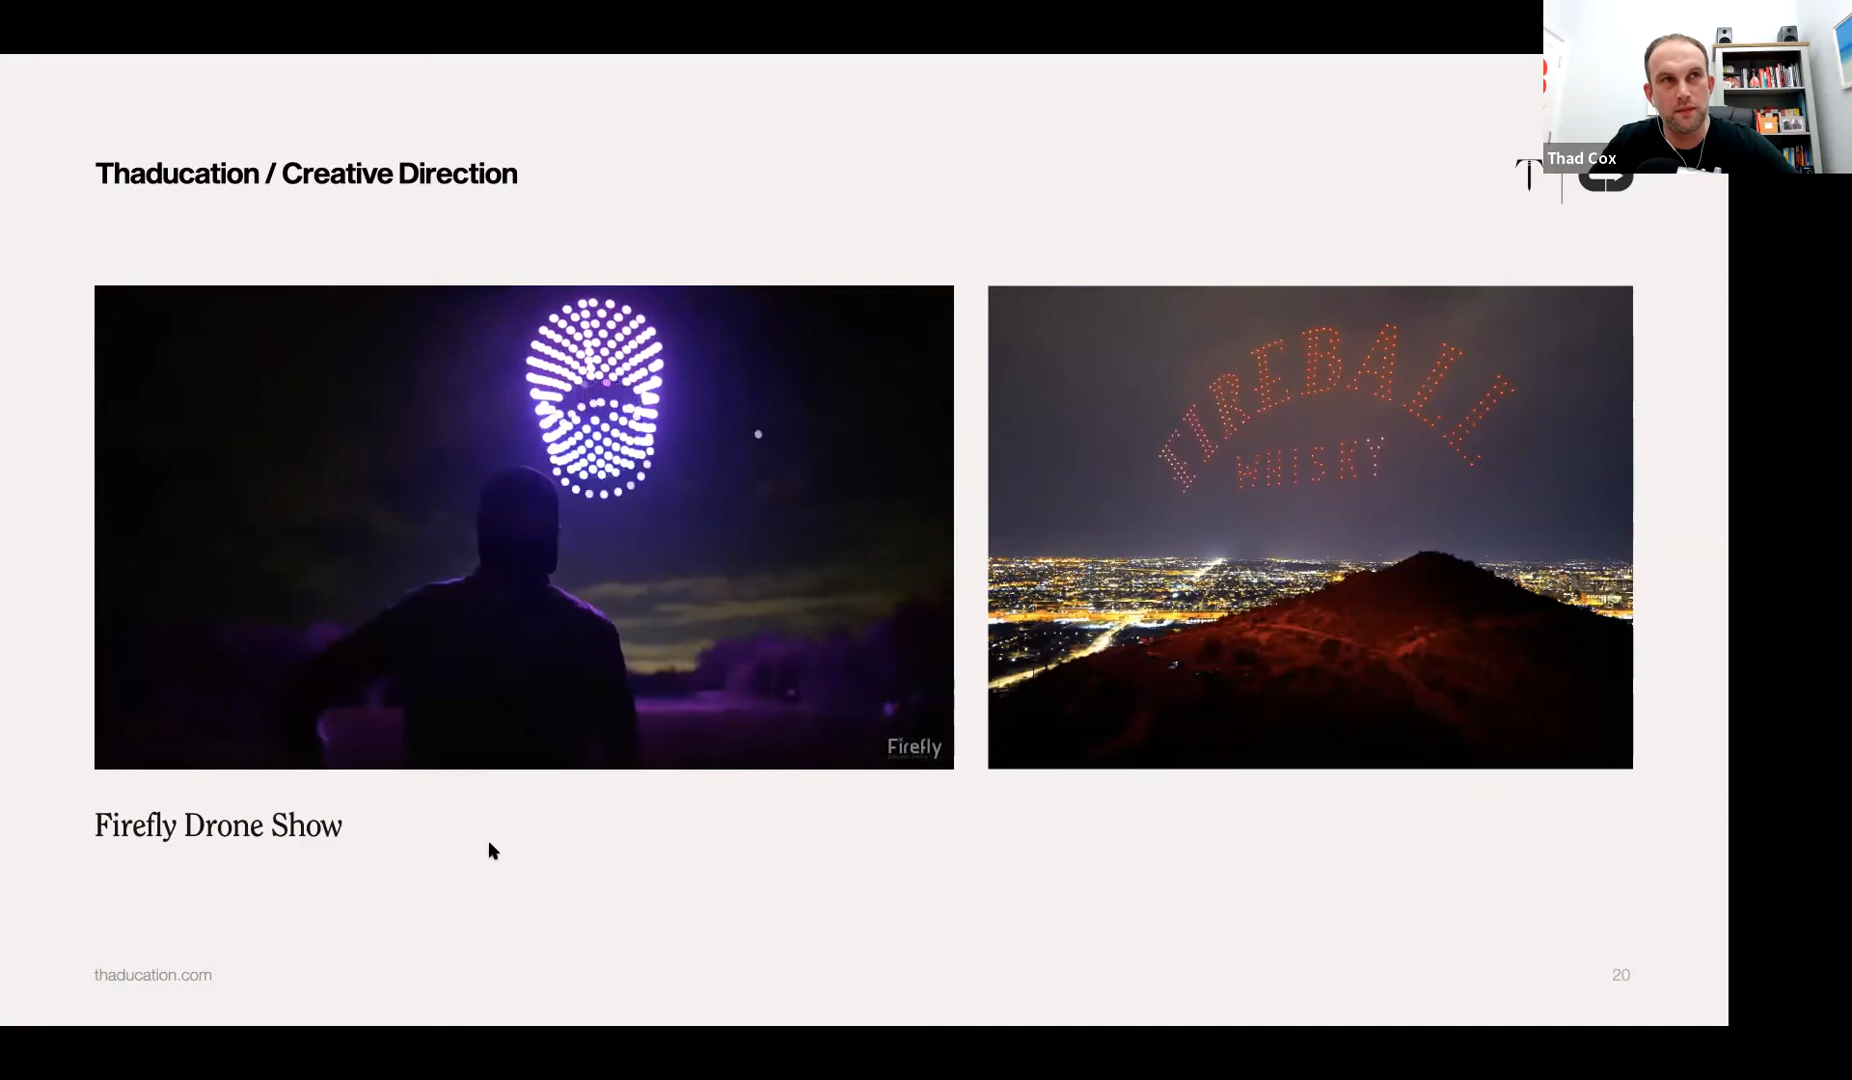 Thad Cox
Thaducation / Creative Direction
T
FIREBALL
WHISKY
Firefly
Firefly Drone Show
thaducation.com
20